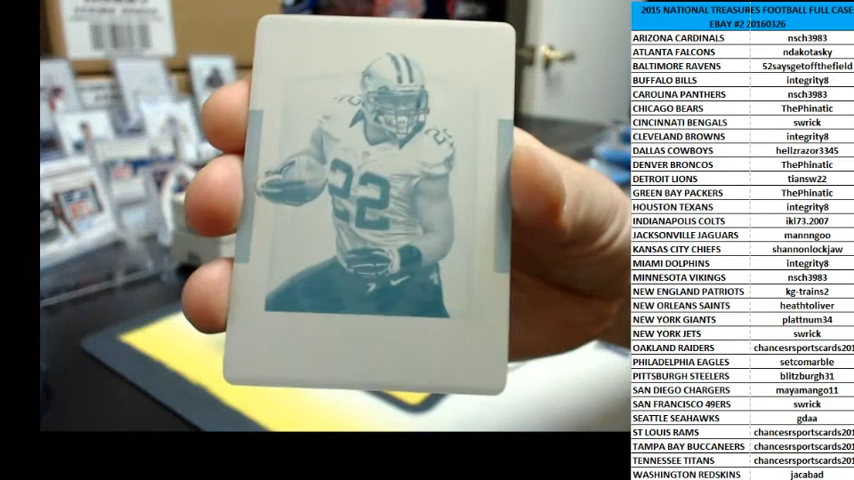 2015 NATIONAL TREASURES FOOTBALL FULL CASE
EBAY #2 20160326
ARIZONA CARDINALS nsch3983
ATLANTA FALCONS ndakotasky
BALTIMORE RAVENS 52saysgetoffthefield
BUFFALO BILLS integrity8
CAROLINA PANTHERS nsch3983
CHICAGO BEARS ThePhinatic
CINCINNATI BENGALS swrick
CLEVELAND BROWNS integrity8
DALLAS COWBOYS hellzrazor3345
DENVER BRONCOS ThePhinatic
DETROIT LIONS tiansw22
GREEN BAY PACKERS ThePhinatic
HOUSTON TEXANS integrity8
INDIANAPOLIS COLTS ikl73.2007
JACKSONVILLE JAGUARS mannngoo
KANSAS CITY CHIEFS shannonlockjaw
MIAMI DOLPHINS integrity8
MINNESOTA VIKINGS nsch3983
NEW ENGLAND PATRIOTS kg-trains2
NEW ORLEANS SAINTS heathtoliver
NEW YORK GIANTS plattnum34
NEW YORK JETS swrick
OAKLAND RAIDERS chancesrsportscards201
PHILADELPHIA EAGLES setcomarble
PITTSBURGH STEELERS blitzburgh31
SAN DIEGO CHARGERS mayamango11
SAN FRANCISCO 49ERS swrick
SEATTLE SEAHAWKS gdaa
ST LOUIS RAMS chancesrsportscards201
TAMPA BAY BUCCANEERS chancesrsportscards201
TENNESSEE TITANS chancesrsportscards201
WASHINGTON REDSKINS jacabad
22
22